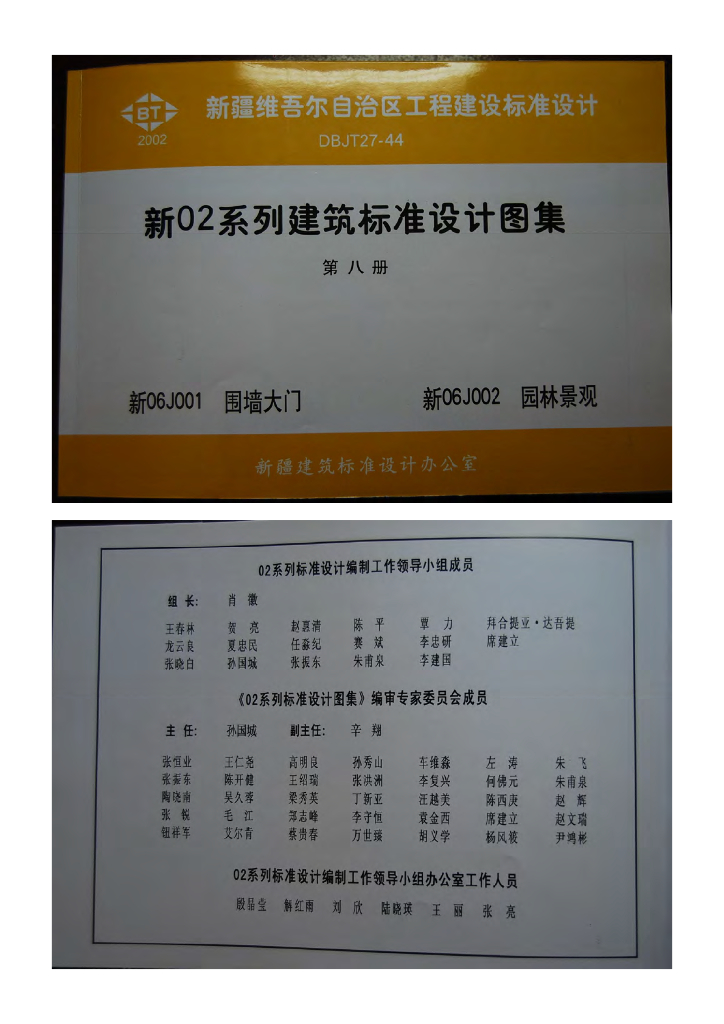 BT
2002
新疆维吾尔自治区工程建设标准设计
DBJT27-44
新02系列建筑标准设计图集
第 八 册
新06J001 围墙大门 新06J002 园林景观
新疆建筑标准设计办公室
02系列标准设计编制工作领导小组成员
组 长: 肖 徽
王春林 贺 亮 赵惠清 陈 平 覃 力 拜合提亚·达吾提
龙云良 夏忠民 任淼纪 赛 斌 李忠研 席建立
张晓白 孙国城 张振东 朱甫泉 李建国
《02系列标准设计图集》编审专家委员会成员
主 任: 孙国城 副主任: 辛 翔
张恒业 王仁尧 高明良 孙秀山 车维淼 左 涛 朱 飞
张振东 陈开健 王绍瑞 张洪洲 李复兴 何佛元 朱甫泉
陶晓南 吴久蓉 梁秀英 丁新亚 汪越美 陈西庚 赵 辉
张 毛 江 郑志峰 李守恒 袁金西 席建立 赵文瑞
钮祥军 艾尔肯 蔡贵春 万世臻 胡义学 杨风 尹鸿彬
02系列标准设计编制工作领导小组办公室工作人员
殷晶莹 解红雨 刘 欣 陆晓瑛 王 丽 张 亮